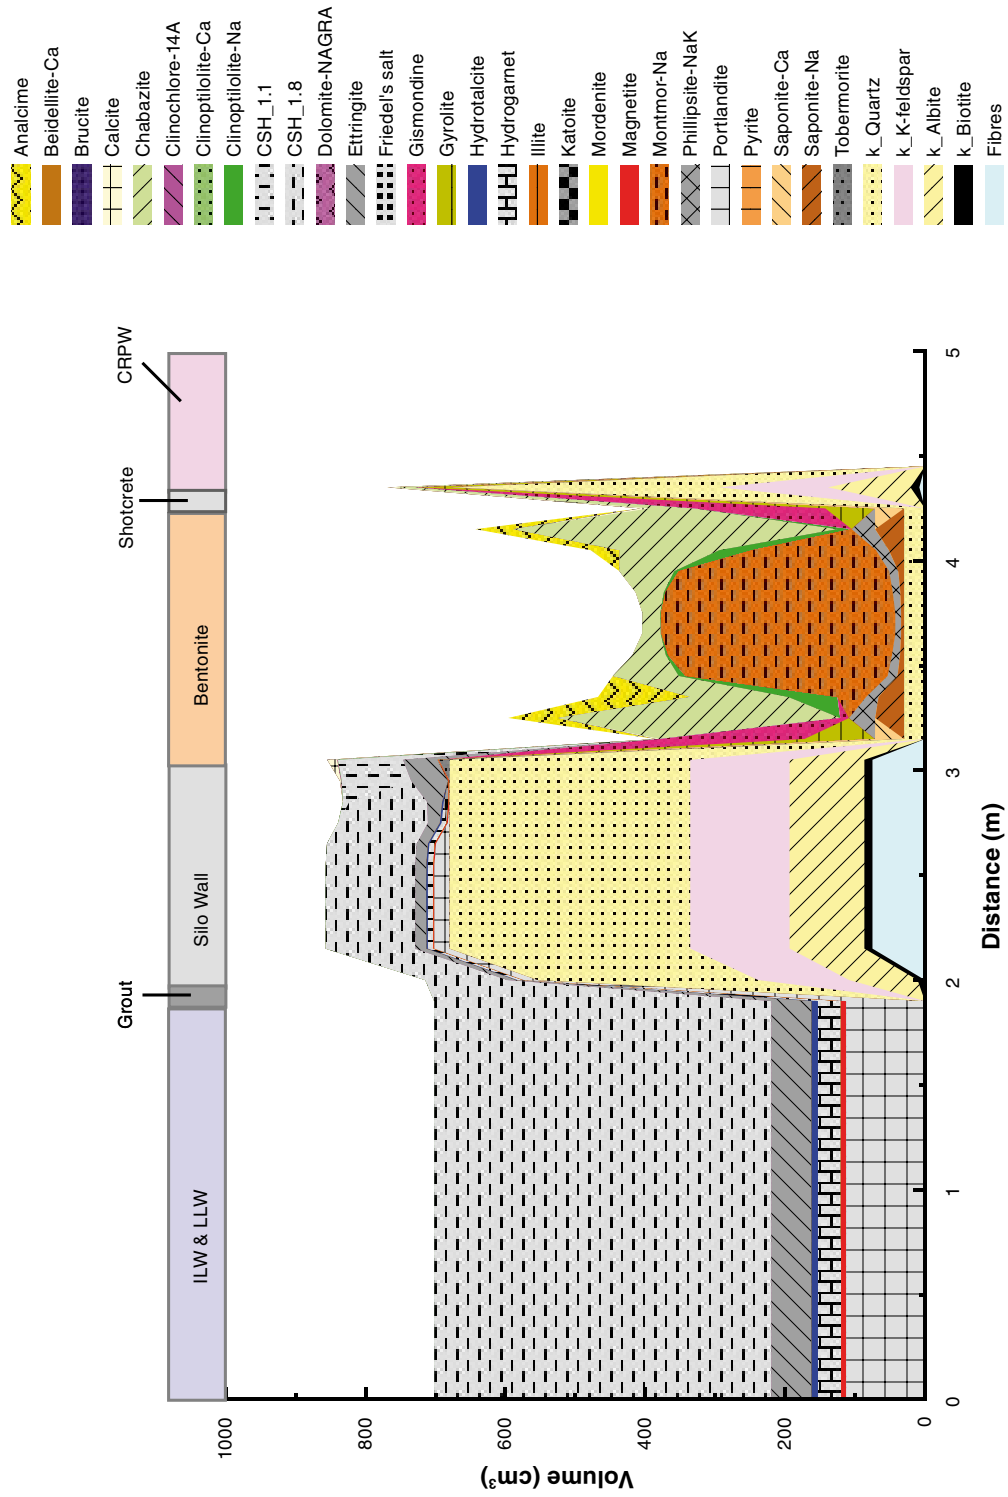 Grout
Shotcrete
CRPW
ILW & LLW
Silo Wall
Bentonite
Volume (cm³)
1000
800
600
400
200
0
0
1
2
3
4
5
Distance (m)
Analcime
Beidellite-Ca
Brucite
Calcite
Chabazite
Clinochlore-14A
Clinoptilolite-Ca
Clinoptilolite-Na
CSH_1.1
CSH_1.8
Dolomite-NAGRA
Ettringite
Friedel's salt
Gismondine
Gyrolite
Hydrotalcite
Hydrogarnet
Illite
Katoite
Mordenite
Magnetite
Montmor-Na
Phillipsite-NaK
Portlandite
Pyrite
Saponite-Ca
Saponite-Na
Tobermorite
k_Quartz
k_K-feldspar
k_Albite
k_Biotite
Fibres